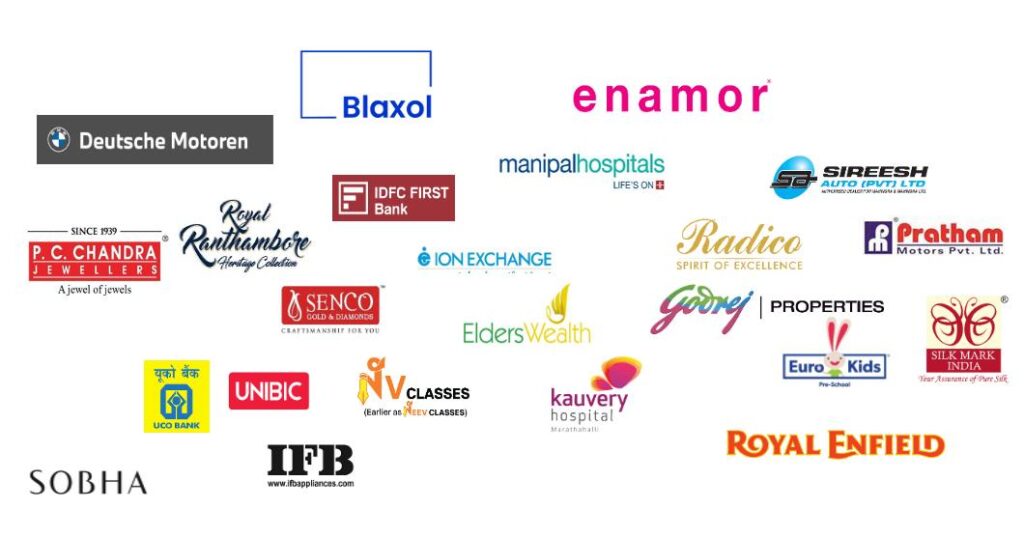 Blaxol
enamor
Deutsche Motoren
manipalhospitals
LIFE'S ON
SIREESH
AUTO (PVT) LTD
IDFC FIRST
Bank
SINCE 1939
P. C. CHANDRA
JEWELLERS
A jewel of jewels
Royal
Ranthambore
Heritage Collection
ION EXCHANGE
Radico
SPIRIT OF EXCELLENCE
Pratham
Motors Pvt. Ltd.
SENCO
GOLD & DIAMONDS
CRAFTSMANSHIP FOR YOU
EldersWealth
Godrej | PROPERTIES
Euro Kids
Pre-School
SILK MARK
INDIA
Your Assurance of Pure Silk
यूको बैंक
UCO BANK
UNIBIC
NV CLASSES
(Earlier as NEEV CLASSES)
kauvery
hospital
Marathahalli
ROYAL ENFIELD
IFB
www.ifbappliances.com
SOBHA